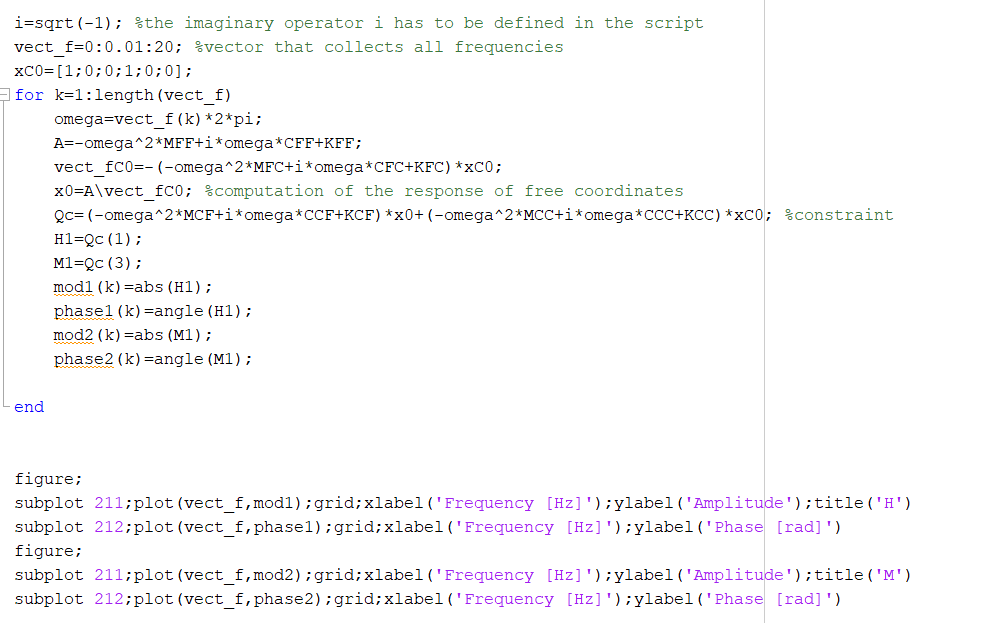 i=sqrt(-1); %the imaginary operator i has to be defined in the script
vect_f=0:0.01:20; %vector that collects all frequencies
xC0=[1;0;0;1;0;0];
for k=1:length(vect_f)
    omega=vect_f(k)*2*pi;
    A=-omega^2*MFF+i*omega*CFF+KFF;
    vect_fC0=-(-omega^2*MFC+i*omega*CFC+KFC)*xC0;
    x0=A\vect_fC0; %computation of the response of free coordinates
    Qc=(-omega^2*MCF+i*omega*CCF+KCF)*x0+(-omega^2*MCC+i*omega*CCC+KCC)*xC0; %constraint
    H1=Qc(1);
    M1=Qc(3);
    mod1(k)=abs(H1);
    phase1(k)=angle(H1);
    mod2(k)=abs(M1);
    phase2(k)=angle(M1);
end
figure;
subplot 211;plot(vect_f,mod1);grid;xlabel('Frequency [Hz]');ylabel('Amplitude');title('H')
subplot 212;plot(vect_f,phase1);grid;xlabel('Frequency [Hz]');ylabel('Phase [rad]')
figure;
subplot 211;plot(vect_f,mod2);grid;xlabel('Frequency [Hz]');ylabel('Amplitude');title('M')
subplot 212;plot(vect_f,phase2);grid;xlabel('Frequency [Hz]');ylabel('Phase [rad]')